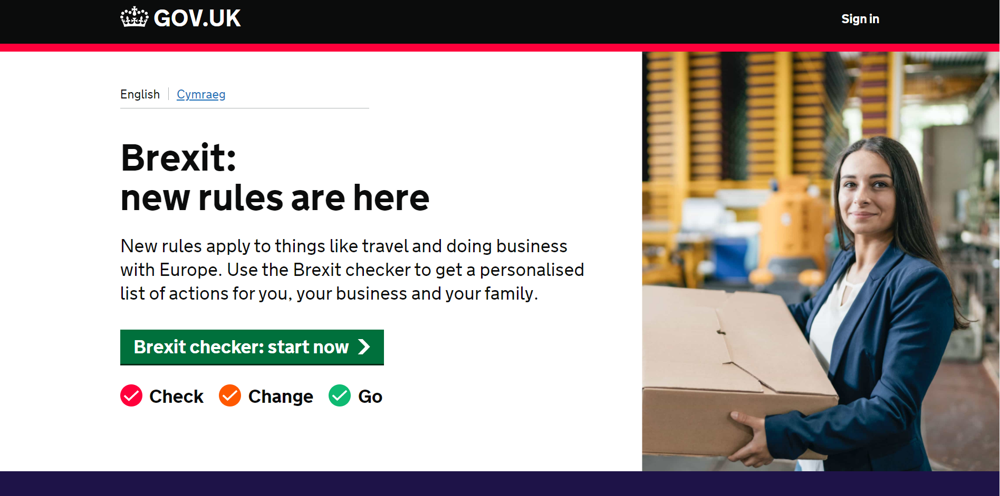 GOV.UK
Sign in
English
Cymraeg
Brexit:
new rules are here
New rules apply to things like travel and doing business
with Europe. Use the Brexit checker to get a personalised
list of actions for you, your business and your family.
Brexit checker: start now
Check
Change
Go